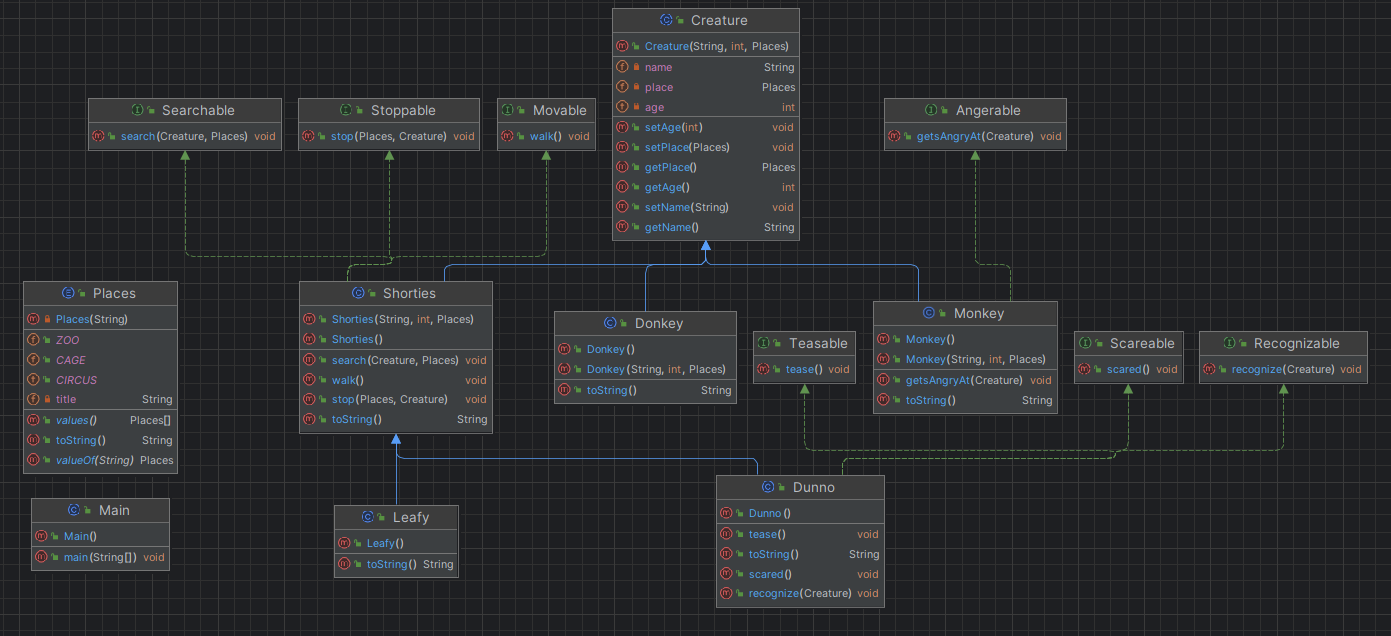 Creature
Creature(String, int, Places)
name String
place Places
age int
setAge(int) void
setPlace(Places) void
getPlace() Places
getAge() int
setName(String) void
getName() String
Searchable
search(Creature, Places) void
Stoppable
stop(Places, Creature) void
Movable
walk() void
Angerable
getsAngryAt(Creature) void
Places
Places(String)
ZOO
CAGE
CIRCUS
title String
values() Places[]
toString() String
valueOf(String) Places
Shorties
Shorties(String, int, Places)
Shorties()
search(Creature, Places) void
walk() void
stop(Places, Creature) void
toString() String
Donkey
Donkey()
Donkey(String, int, Places)
toString() String
Teasable
tease() void
Monkey
Monkey()
Monkey(String, int, Places)
getsAngryAt(Creature) void
toString() String
Scareable
scared() void
Recognizable
recognize(Creature) void
Main
Main()
main(String[]) void
Leafy
Leafy()
toString() String
Dunno
Dunno()
tease() void
toString() String
scared() void
recognize(Creature) void